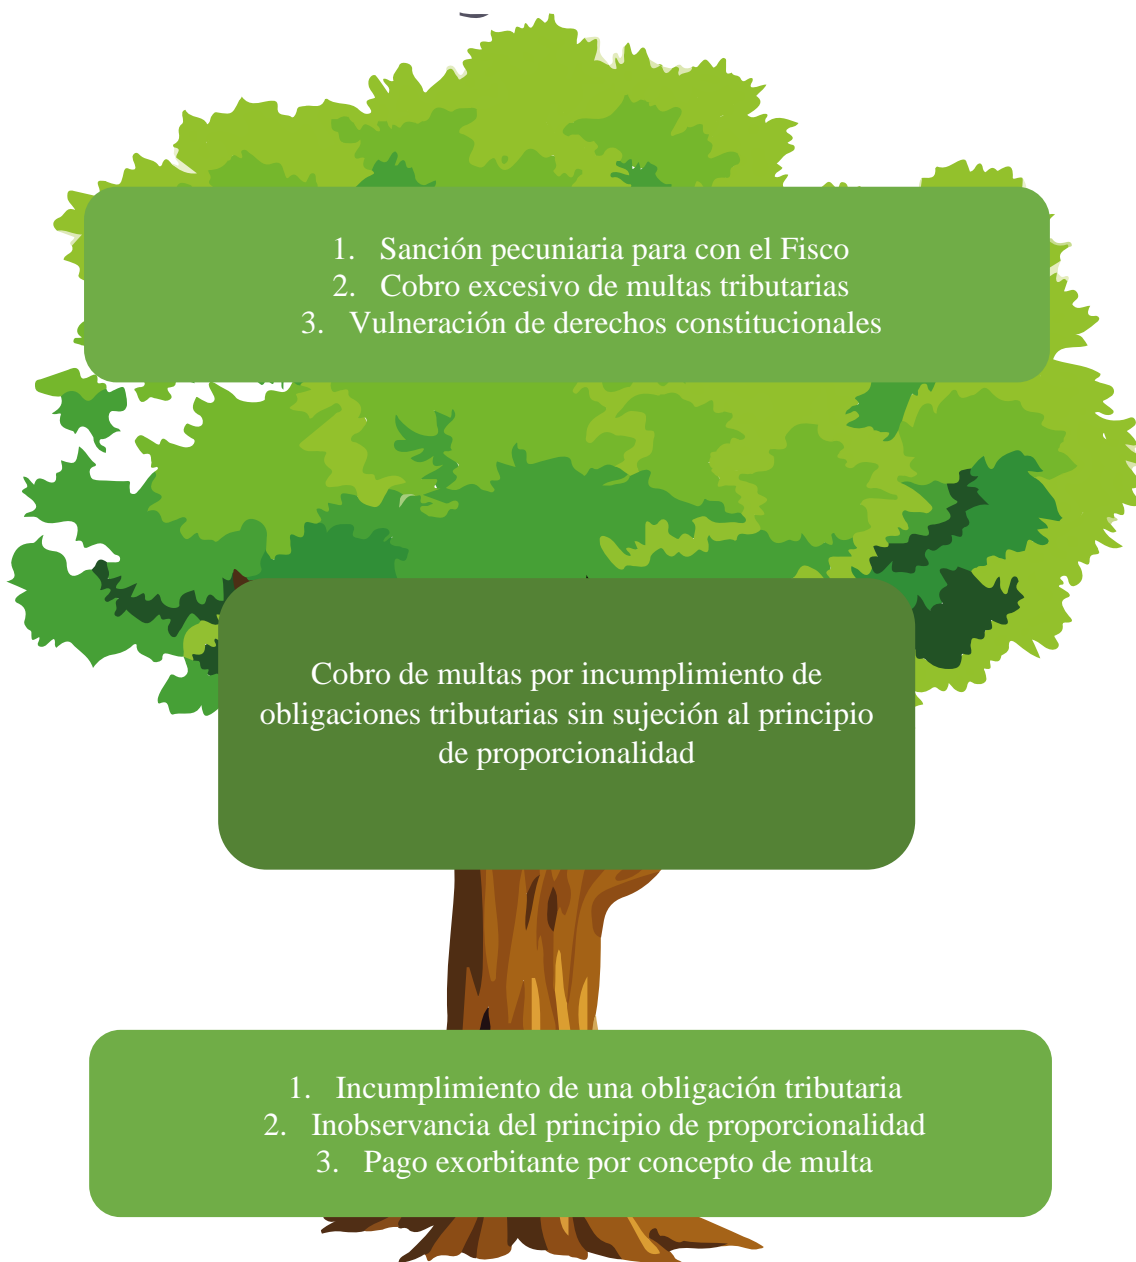 1. Sanción pecuniaria para con el Fisco
2. Cobro excesivo de multas tributarias
3. Vulneración de derechos constitucionales
Cobro de multas por incumplimiento de
obligaciones tributarias sin sujeción al principio
de proporcionalidad
1. Incumplimiento de una obligación tributaria
2. Inobservancia del principio de proporcionalidad
3. Pago exorbitante por concepto de multa